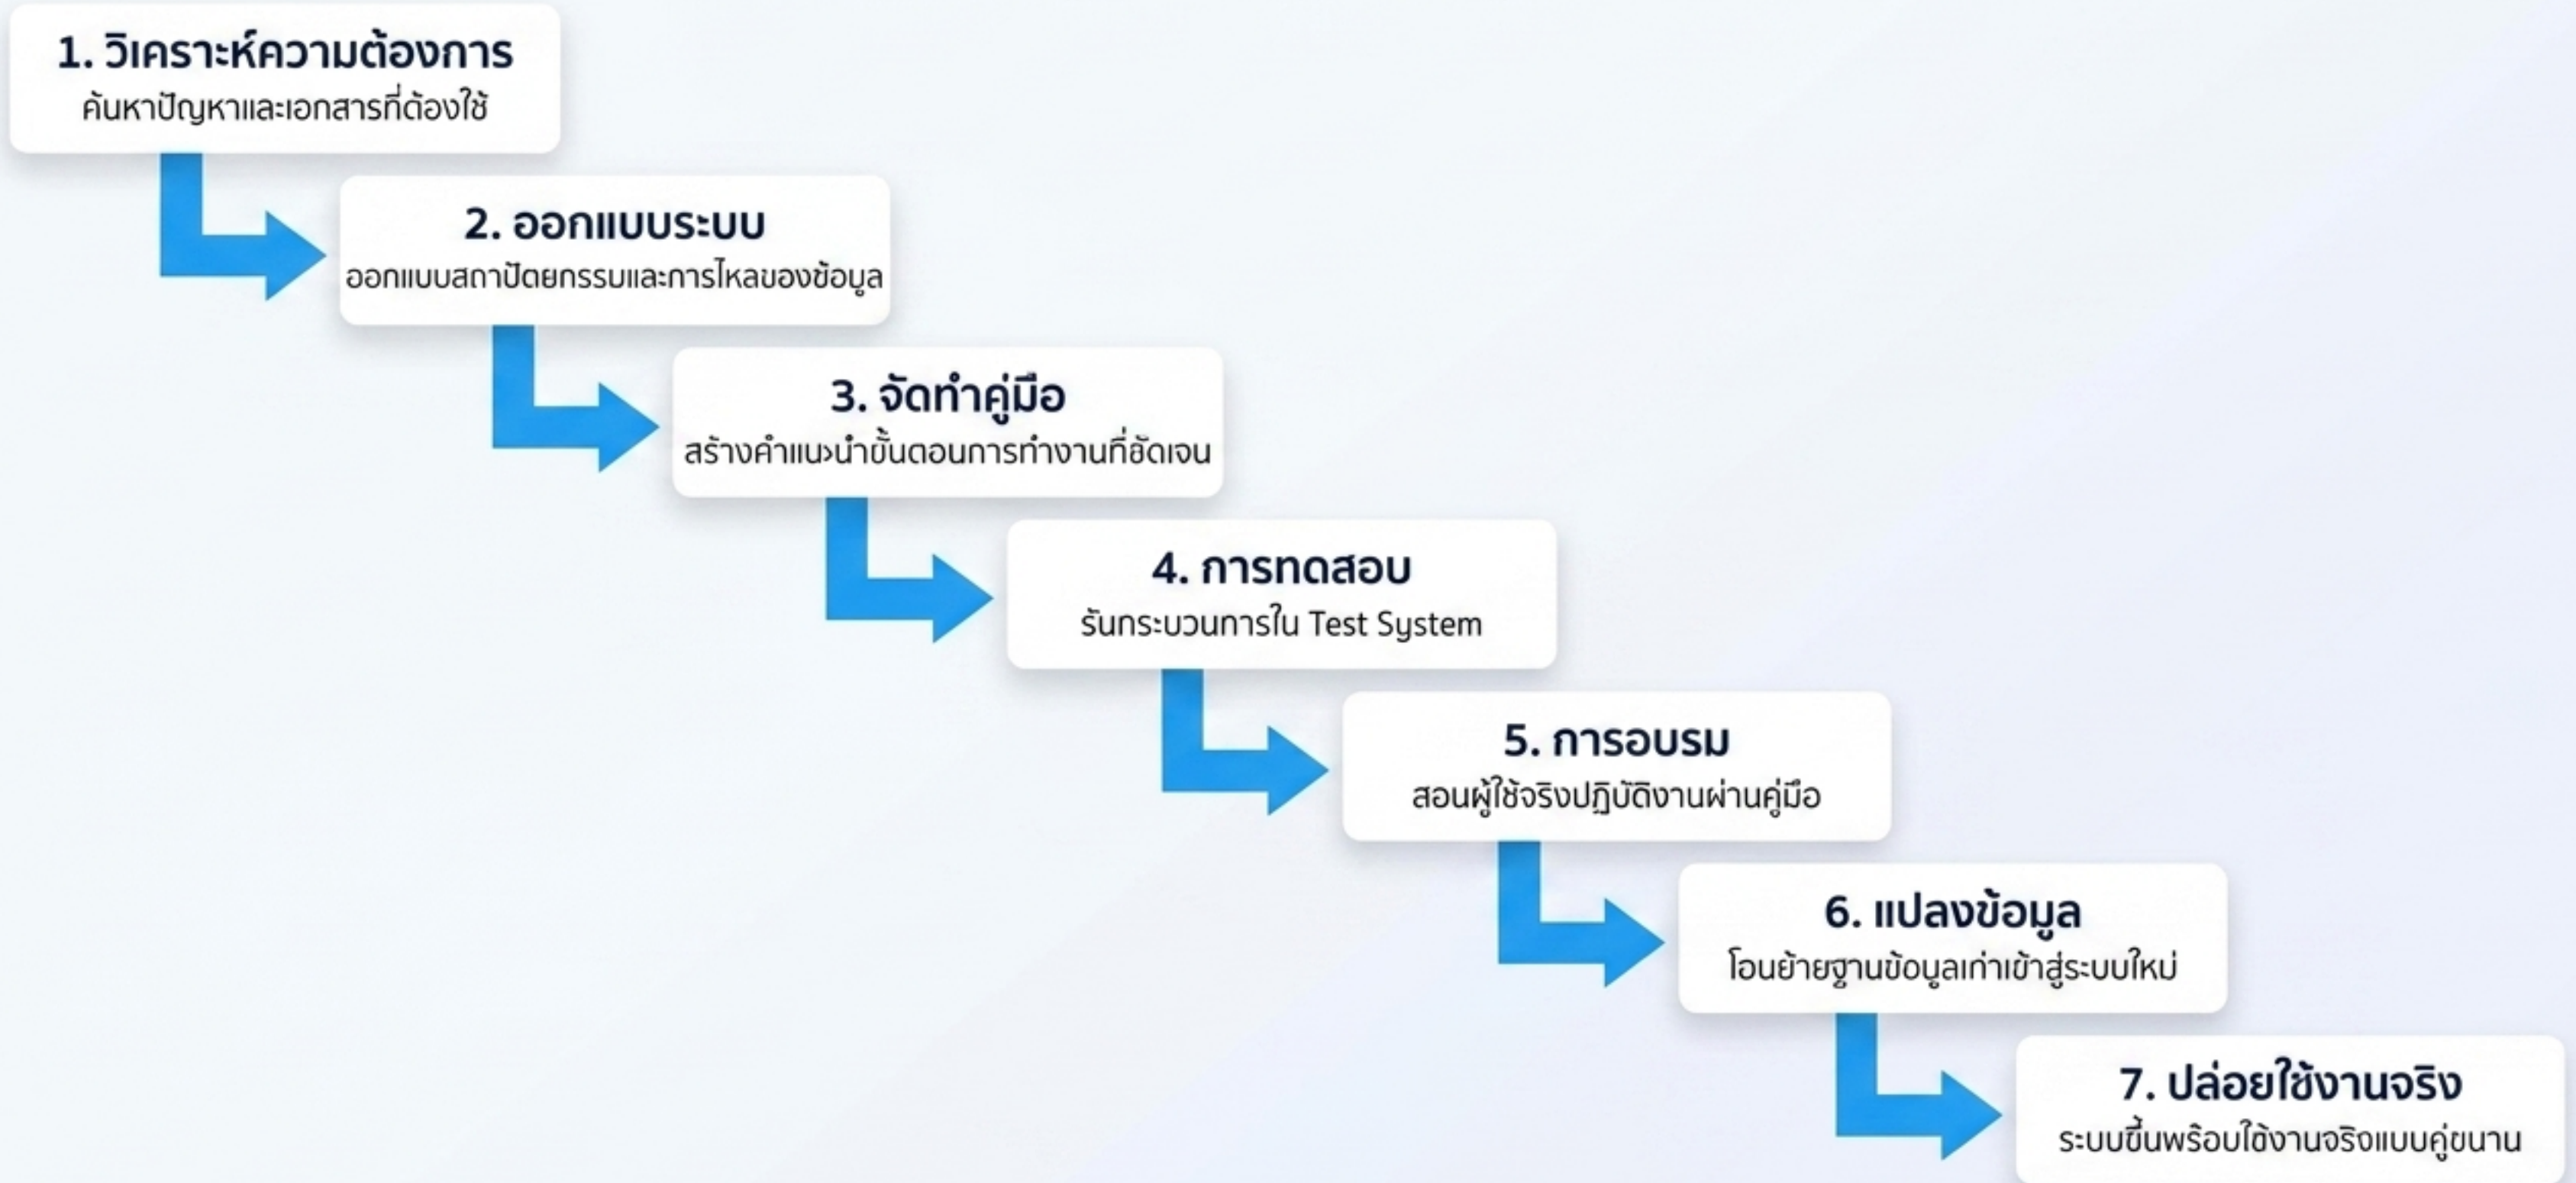 1. วิเคราะห์ความต้องการ
ค้นหาปัญหาและเอกสารที่ต้องใช้
2. ออกแบบระบบ
ออกแบบสถาปัตยกรรมและการไหลของข้อมูล
3. จัดทำคู่มือ
สร้างคำแนะนำขั้นตอนการทำงานที่ชัดเจน
4. การทดสอบ
รันกระบวนทารใน Test System
5. การอบรม
สอนผู้ใช้จริงปฏิบัติงานผ่านคู่มือ
6. แปลงข้อมูล
โอนย้ายฐานข้อบูลเก่าเข้าสู่ระบบใหม่
7. ปล่อยใช้งานจริง
ระบบขึ้นพร้อบใช้งานจริงแบบคู่ขนาน